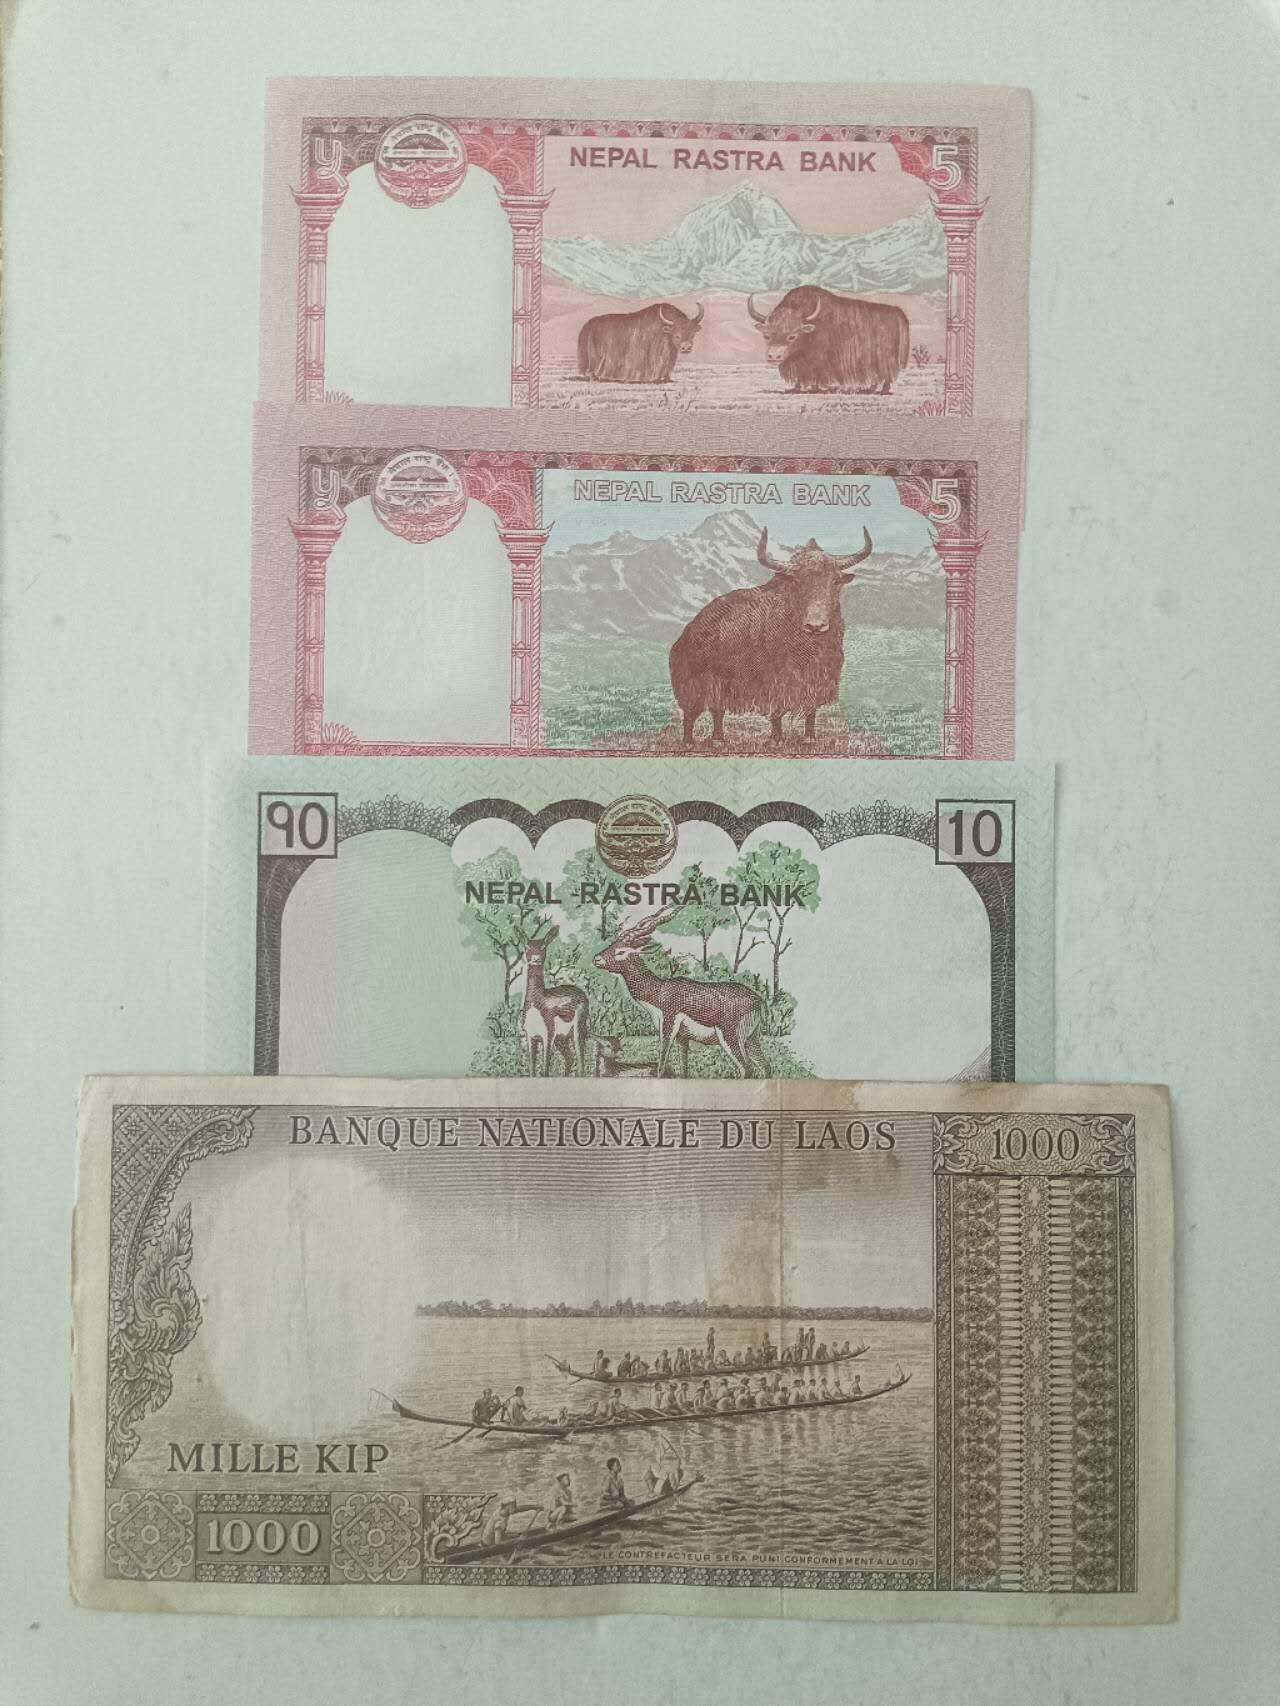 ५
नेपाल राष्ट्र बैंक
NEPAL RASTRA BANK
5
५
नेपाल राष्ट्र बैंक
NEPAL RASTRA BANK
5
१०
नेपाल राष्ट्र बैंक
10
NEPAL RASTRA BANK
BANQUE NATIONALE DU LAOS
1000
MILLE KIP
1000
LE CONTREFACTEUR SERA PUNI CONFORMEMENT A LA LOI